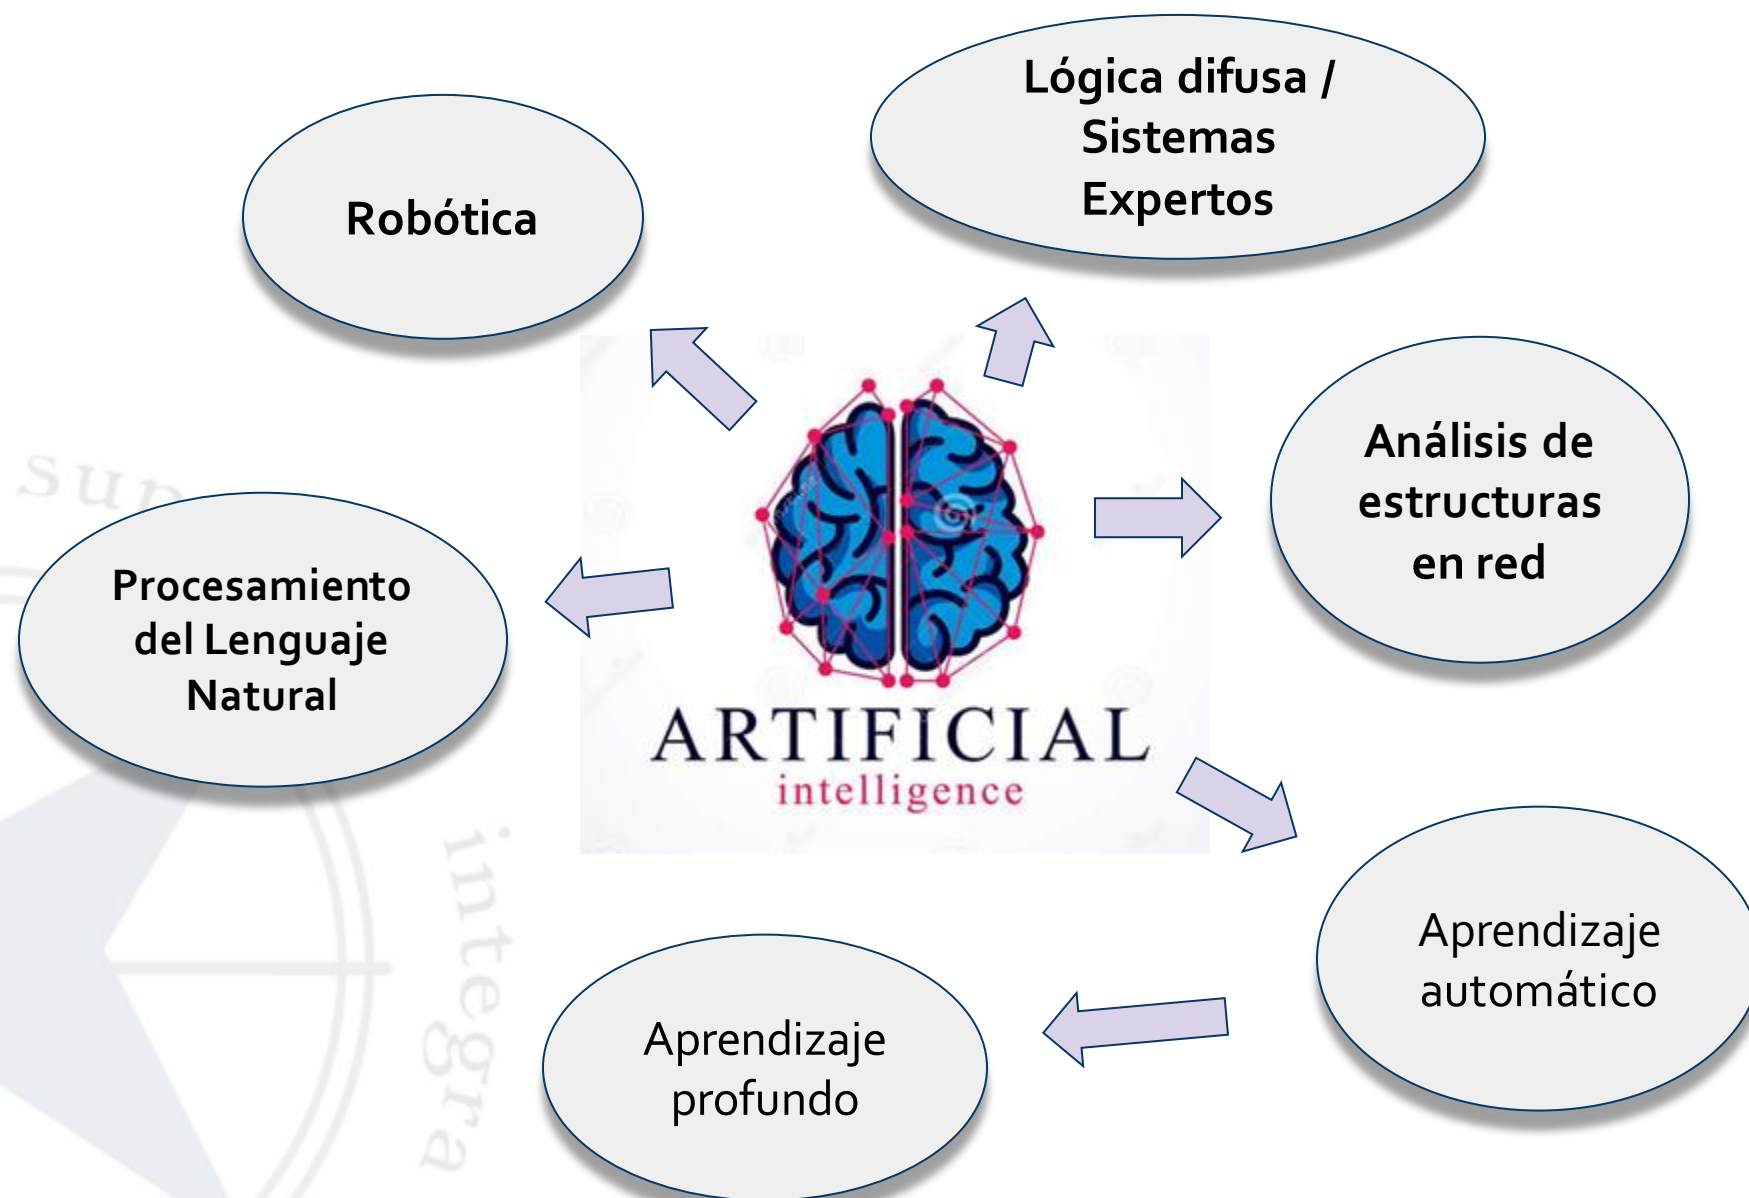 Lógica difusa /
Sistemas
Expertos
Robótica
Análisis de
estructuras
en red
Procesamiento
del Lenguaje
Natural
ARTIFICIAL
intelligence
integra
Aprendizaje
automático
Aprendizaje
profundo